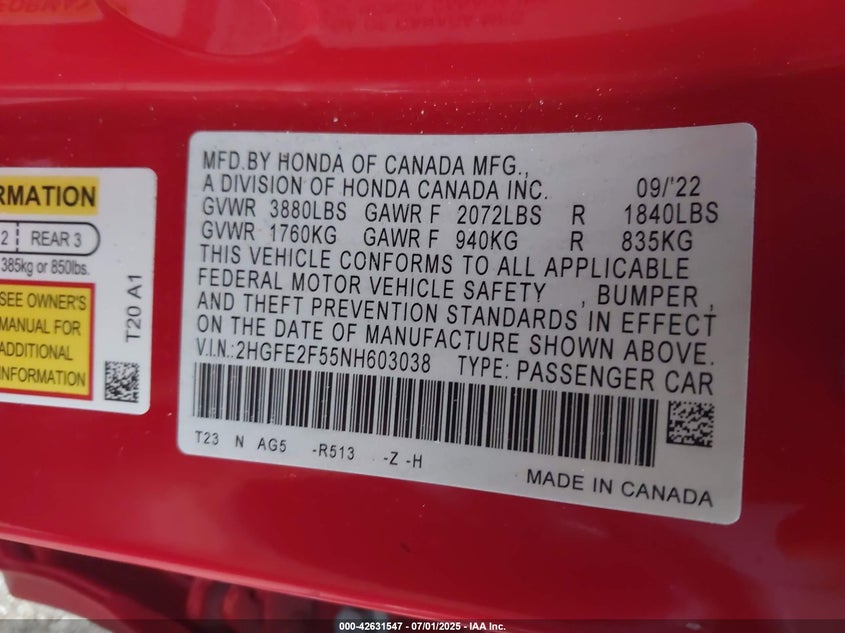 RMATION
2 REAR 3
385kg or 850lbs.
SEE OWNER'S
MANUAL FOR
ADDITIONAL
INFORMATION
T20 A1
MFD.BY HONDA OF CANADA MFG.,
A DIVISION OF HONDA CANADA INC. 09/'22
GVWR 3880LBS GAWR F 2072LBS R 1840LBS
GVWR 1760KG GAWR F 940KG R 835KG
THIS VEHICLE CONFORMS TO ALL APPLICABLE
FEDERAL MOTOR VEHICLE SAFETY , BUMPER ,
AND THEFT PREVENTION STANDARDS IN EFFECT
ON THE DATE OF MANUFACTURE SHOWN ABOVE.
V.I.N.:2HGFE2F55NH603038 TYPE: PASSENGER CAR
T23 N AG5 -R513 -Z -H
MADE IN CANADA
000-42631547 - 07/01/2025 - IAA Inc.